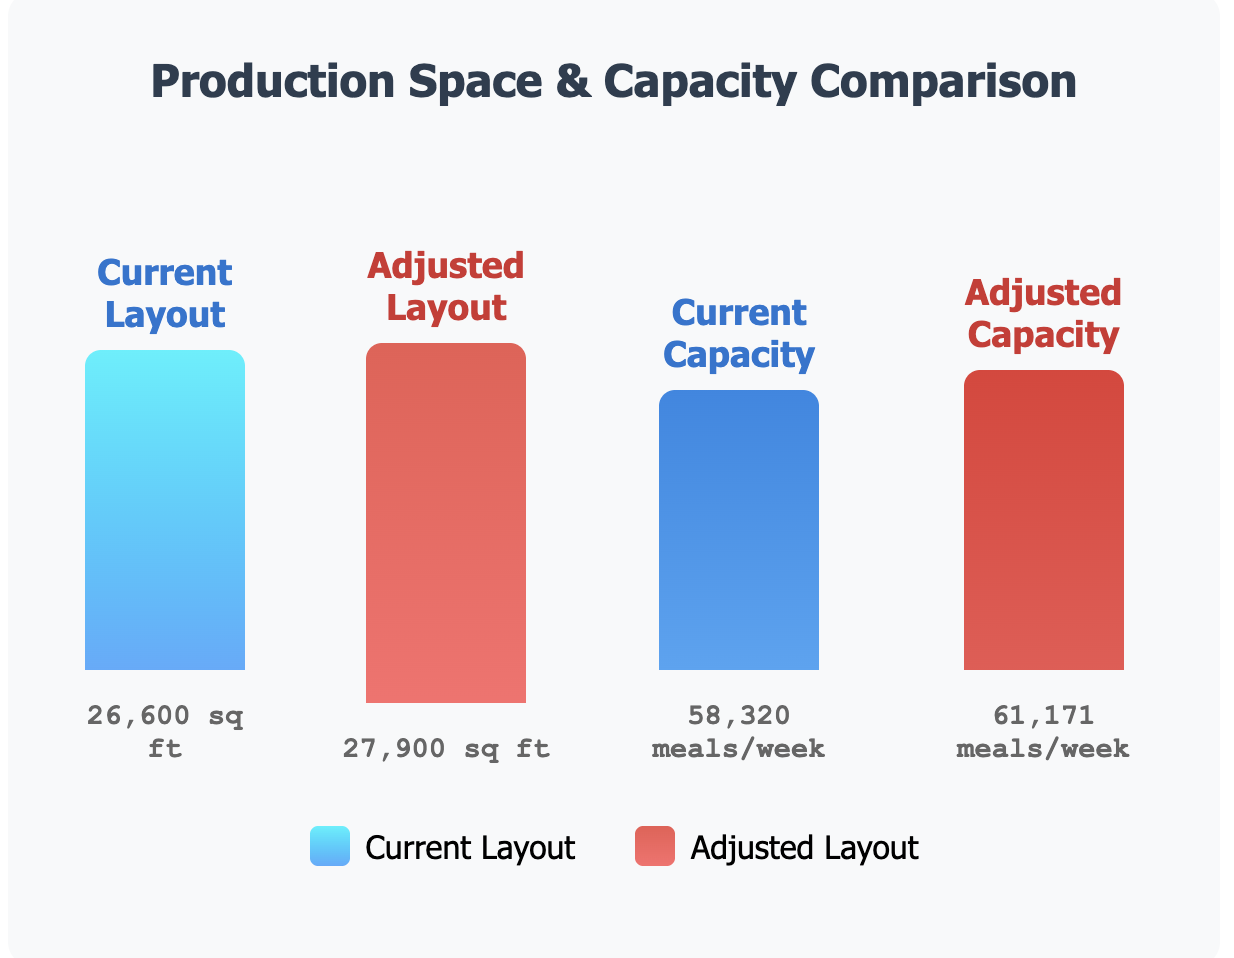 Production Space & Capacity Comparison
Current
Layout
26,600 sq
ft
Adjusted
Layout
27,900 sq ft
Current
Capacity
58,320
meals/week
Adjusted
Capacity
61,171
meals/week
Current Layout
Adjusted Layout